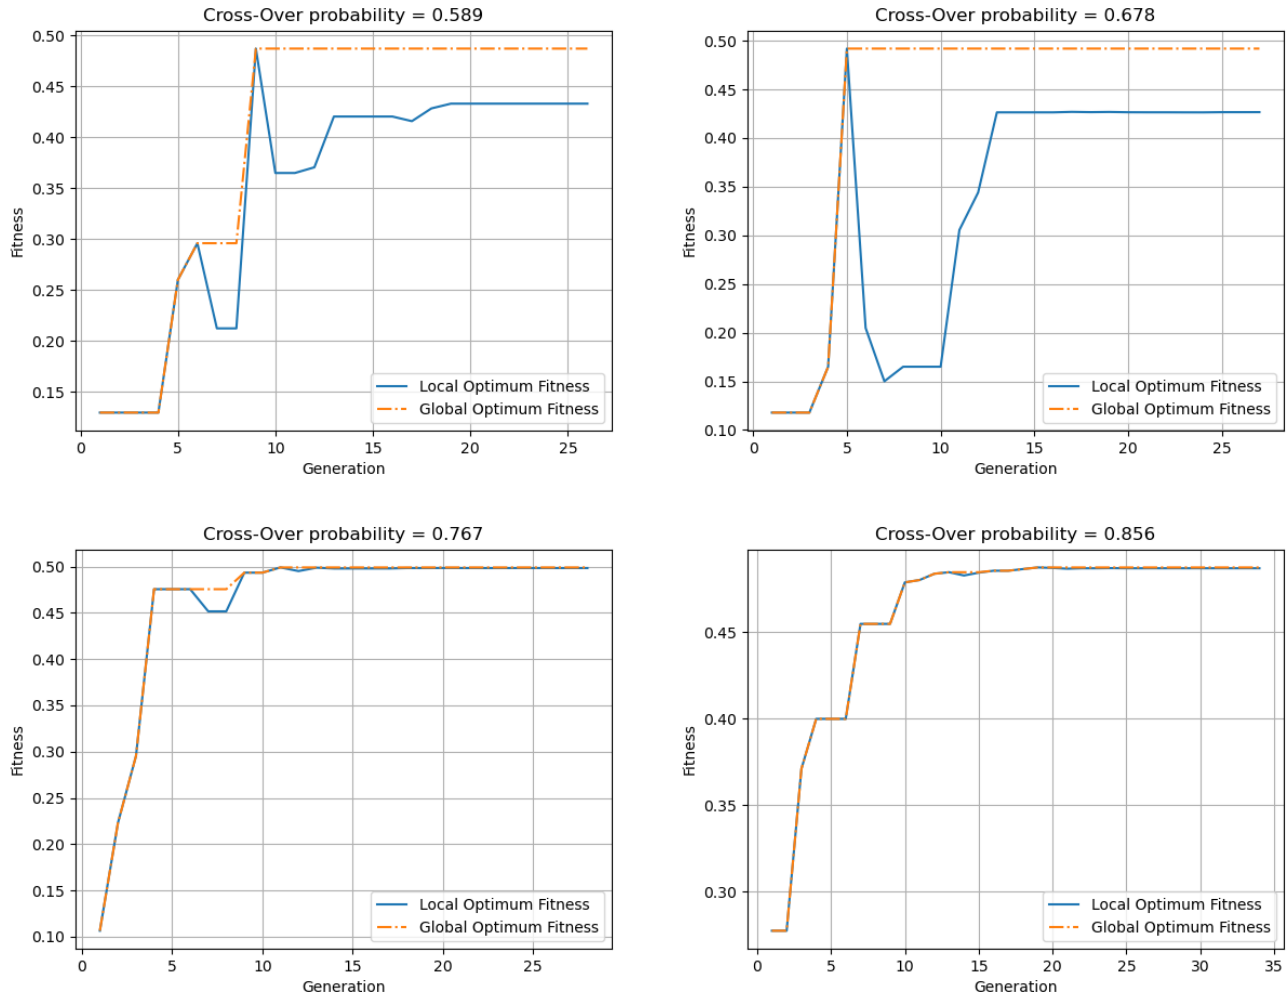 Cross-Over probability = 0.589
0.50
0.45
0.40
0.35
0.30
0.25
0.20
0.15
Fitness
Local Optimum Fitness
Global Optimum Fitness
0 5 10 15 20 25
Generation
Cross-Over probability = 0.678
0.50
0.45
0.40
0.35
0.30
0.25
0.20
0.15
0.10
Fitness
Local Optimum Fitness
Global Optimum Fitness
0 5 10 15 20 25
Generation
Cross-Over probability = 0.767
0.50
0.45
0.40
0.35
0.30
0.25
0.20
0.15
0.10
Fitness
Local Optimum Fitness
Global Optimum Fitness
0 5 10 15 20 25
Generation
Cross-Over probability = 0.856
0.45
0.40
0.35
0.30
Fitness
Local Optimum Fitness
Global Optimum Fitness
0 5 10 15 20 25 30 35
Generation